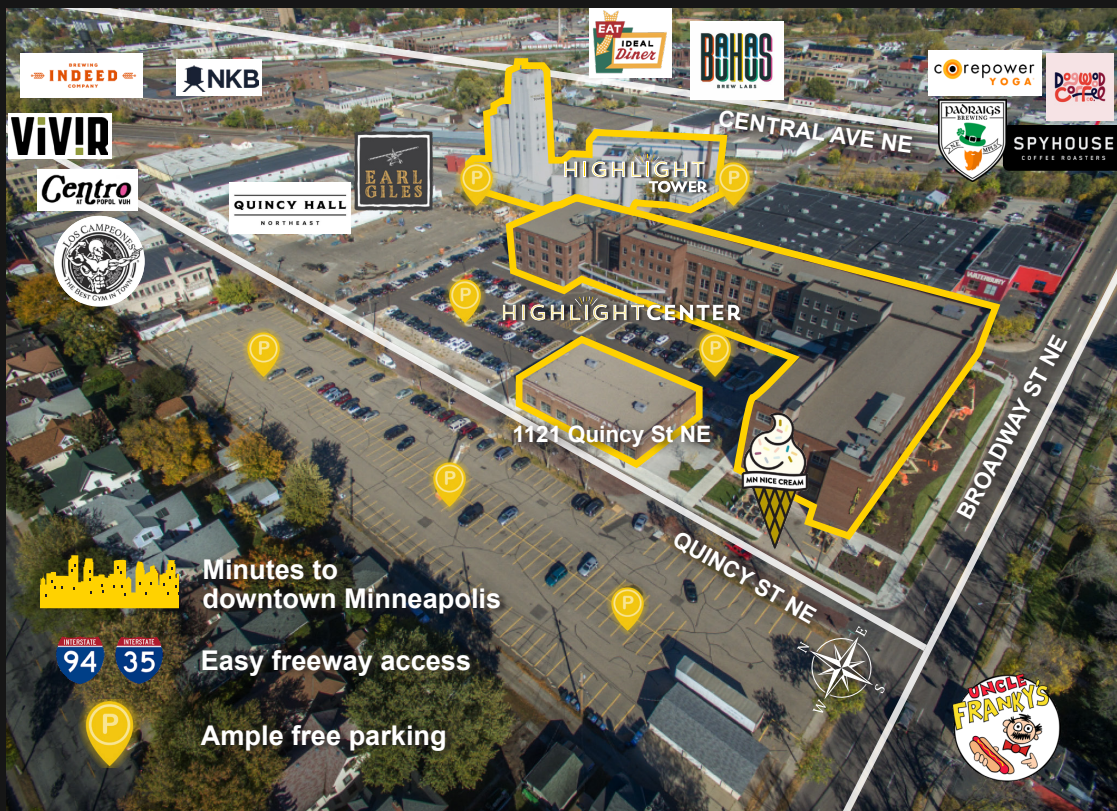 BREWING
INDEED
COMPANY
NKB
EAT
IDEAL
Diner
BAUHAUS
BREW LABS
corepower
YOGA
Dogwood
Coffee
ViV!R
PADRAIGS
BREWING
SPYHOUSE
COFFEE ROASTERS
CENTRAL AVE NE
EARL
GILES
HIGHLIGHT
TOWER
P
P
Centro
AT POPOL VUH
QUINCY HALL
NORTHEAST
LOS CAMPEONES
THE BEST GYM IN TOWN
WATERBURY
P
HIGHLIGHTCENTER
P
P
1121 Quincy St NE
BROADWAY ST NE
MN NICE CREAM
P
QUINCY ST NE
P
Minutes to
downtown Minneapolis
INTERSTATE
94
INTERSTATE
35
Easy freeway access
N
E
W
S
P
Ample free parking
UNCLE
FRANKY'S